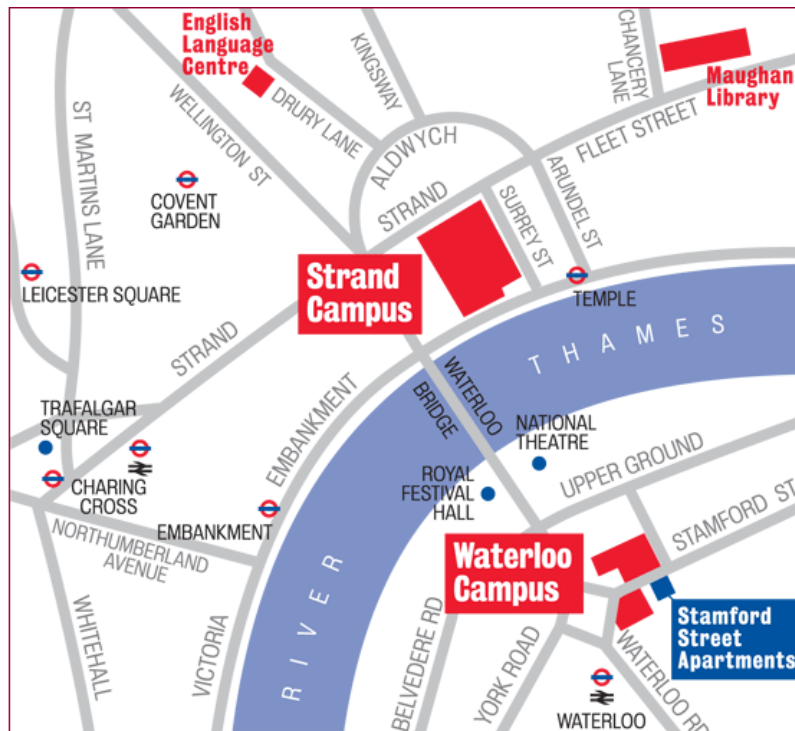 English
Language
Centre
KINGSWAY
CHANCERY
LANE
Maughan
Library
ST MARTINS LANE
WELLINGTON ST
DRURY LANE
ALDWYCH
FLEET STREET
COVENT
GARDEN
STRAND
SURREY ST
ARUNDEL ST
LEICESTER SQUARE
Strand
Campus
TEMPLE
STRAND
THAMES
TRAFALGAR
SQUARE
EMBANKMENT
WATERLOO
BRIDGE
NATIONAL
THEATRE
CHARING
CROSS
ROYAL
FESTIVAL
HALL
UPPER GROUND
EMBANKMENT
STAMFORD ST
NORTHUMBERLAND
AVENUE
Waterloo
Campus
RIVER
WHITEHALL
VICTORIA
BELVEDERE RD
YORK ROAD
WATERLOO RD
Stamford
Street
Apartments
WATERLOO